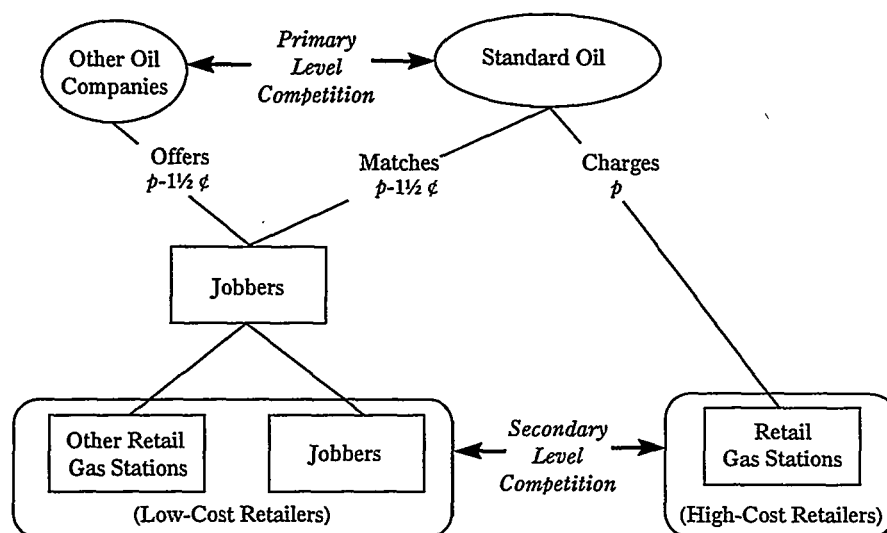 Other Oil
Companies
Primary
Level
Competition
Standard Oil
Offers
p-1½ ¢
Matches
p-1½ ¢
Charges
p
Jobbers
Other Retail
Gas Stations
Jobbers
(Low-Cost Retailers)
Secondary
Level
Competition
Retail
Gas Stations
(High-Cost Retailers)